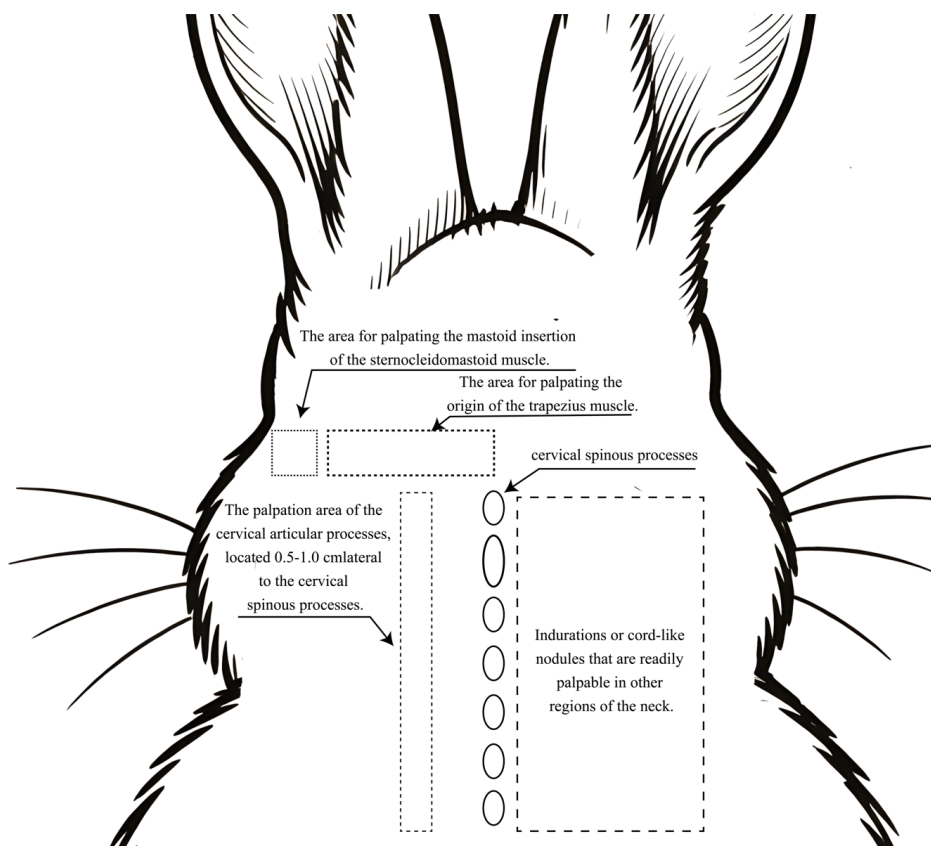 The area for palpating the mastoid insertion
of the sternocleidomastoid muscle.
The area for palpating the
origin of the trapezius muscle.
cervical spinous processes
The palpation area of the
cervical articular processes,
located 0.5-1.0 cmlateral
to the cervical
spinous processes.
Indurations or cord-like
nodules that are readily
palpable in other
regions of the neck.